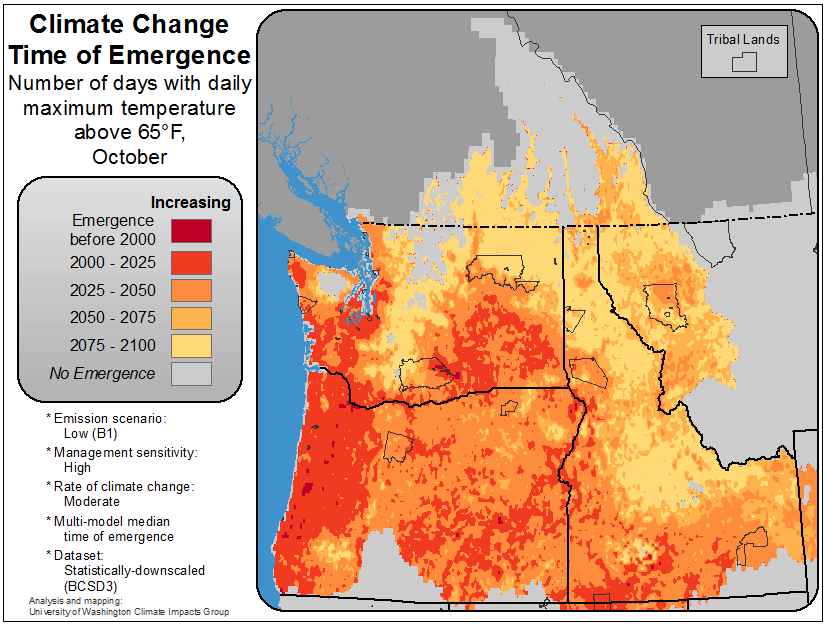 Climate Change
Time of Emergence
Number of days with daily
maximum temperature
above 65°F,
October
Increasing
Emergence
before 2000
2000 - 2025
2025 - 2050
2050 - 2075
2075 - 2100
No Emergence
* Emission scenario:
Low (B1)
* Management sensitivity:
High
* Rate of climate change:
Moderate
* Multi-model median
time of emergence
* Dataset:
Statistically-downscaled
(BCSD3)
Analysis and mapping:
University of Washington Climate Impacts Group
Tribal Lands